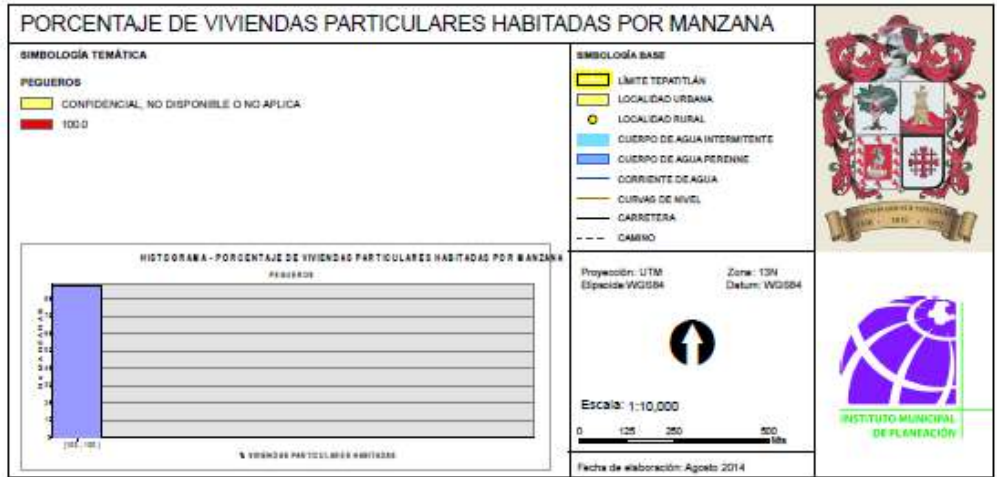 PORCENTAJE DE VIVIENDAS PARTICULARES HABITADAS POR MANZANA
SIMBOLOGÍA TEMÁTICA
PEGUEROS
CONFIDENCIAL, NO DISPONIBLE O NO APLICA
100.0
HISTOGRAMA - PORCENTAJE DE VIVIENDAS PARTICULARES HABITADAS POR MANZANA
PEGUEROS
% VIVIENDAS PARTICULARES HABITADAS
SIMBOLOGÍA BASE
LÍMITE TEPATITLÁN
LOCALIDAD URBANA
LOCALIDAD RURAL
CUERPO DE AGUA INTERMITENTE
CUERPO DE AGUA PERENNE
CORRIENTE DE AGUA
CURVAS DE NIVEL
CARRETERA
CAMINO
Proyección: UTM Zona: 13N
Elipsoide WGS84 Datum: WGS84
Escala: 1:10,000
0 125 250 500
Mts
Fecha de elaboración: Agosto 2014
INSTITUTO MUNICIPAL
DE PLANEACIÓN